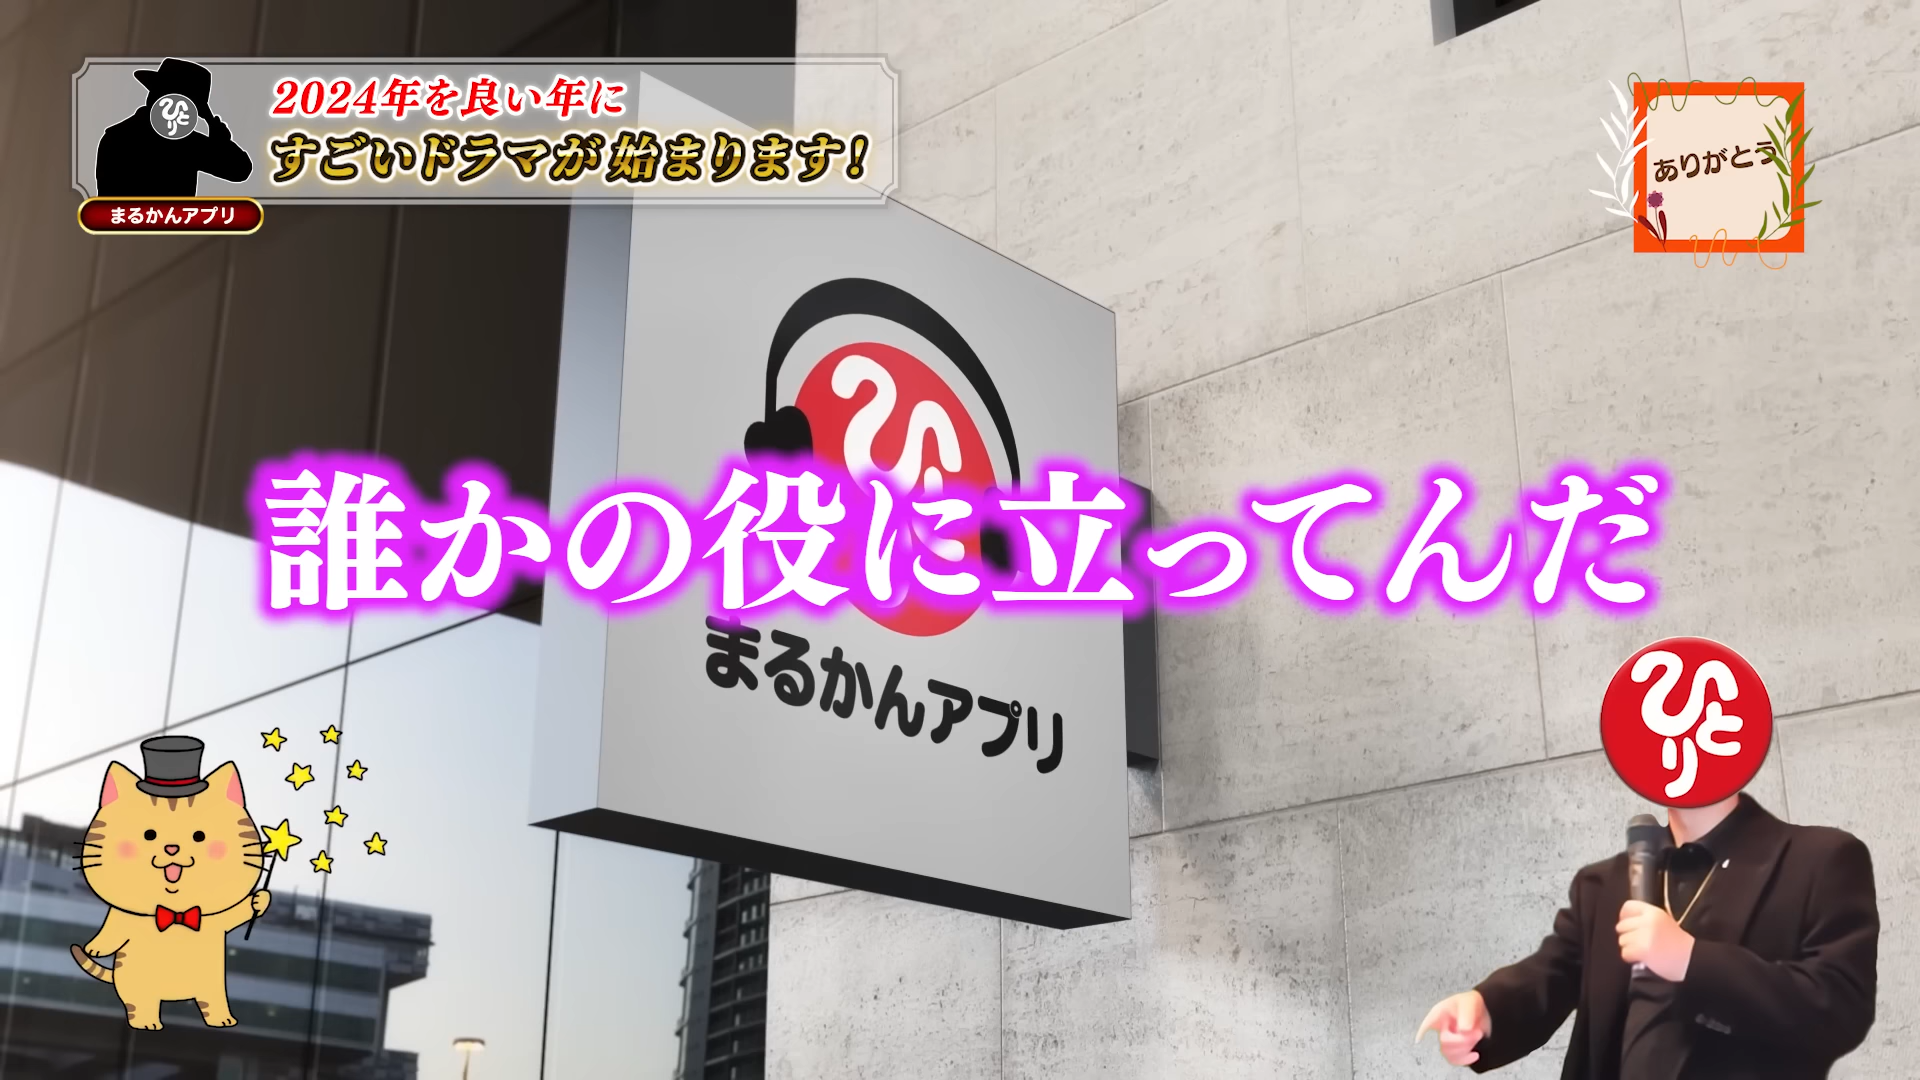 2024年を良い年に
すごいドラマが始まります!
ひとり
まるかんアプリ
ありがとう
ひとり
誰かの役に立ってんだ
まるかんアプリ
ひとり